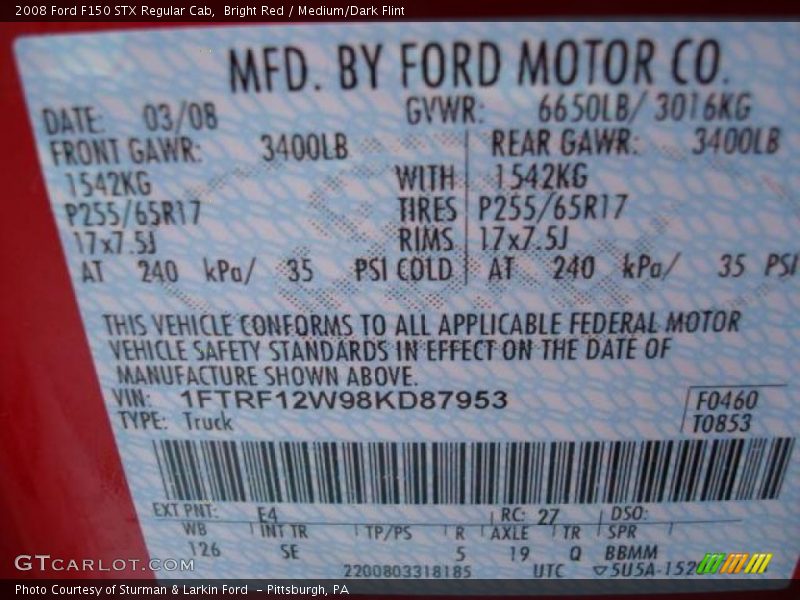 2008 Ford F150 STX Regular Cab,  Bright Red / Medium/Dark Flint
MFD. BY FORD MOTOR CO.
DATE: 03/08 GVWR: 6650LB/ 3016KG
FRONT GAWR: 3400LB REAR GAWR: 3400LB
1542KG WITH 1542KG
P255/65R17 TIRES P255/65R17
17x7.5J RIMS 17x7.5J
AT 240 kPa/ 35 PSI COLD AT 240 kPa/ 35 PSI
THIS VEHICLE CONFORMS TO ALL APPLICABLE FEDERAL MOTOR
VEHICLE SAFETY STANDARDS IN EFFECT ON THE DATE OF
MANUFACTURE SHOWN ABOVE.
VIN: 1FTRF12W98KD87953 F0460
TYPE: Truck T0853
EXT PNT: E4 RC: 27 DSO:
WB INT TR TP/PS R AXLE TR SPR
126 SE 5 19 Q BBMM
2200803318185 UTC ▽5U5A-152
GTCARLOT.COM
Photo Courtesy of Sturman & Larkin Ford  - Pittsburgh, PA